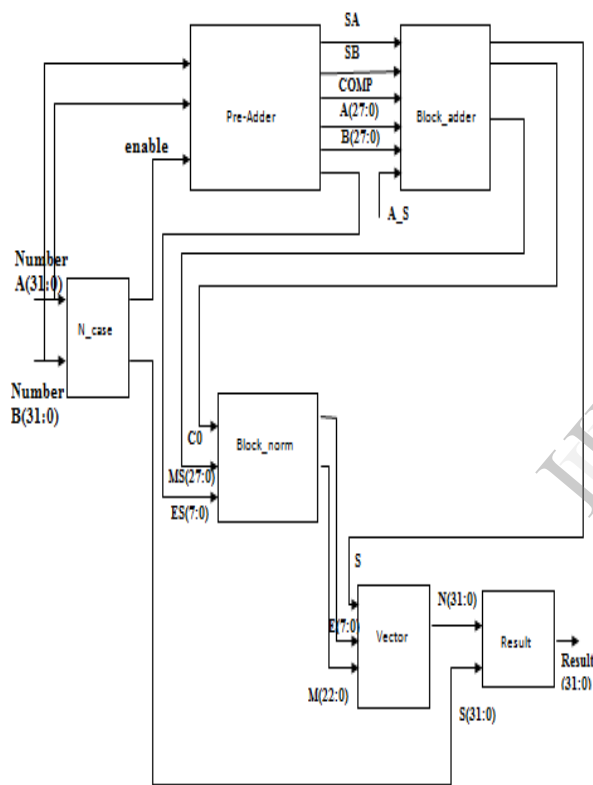 SA
SB
COMP
A(27:0)
B(27:0)
Pre-Adder
Block_adder
enable
A_S
Number
A(31:0)
N_case
Number
B(31:0)
C0
Block_norm
MS(27:0)
ES(7:0)
S
E(7:0)
Vector
N(31:0)
Result
Result
(31:0)
M(22:0)
S(31:0)